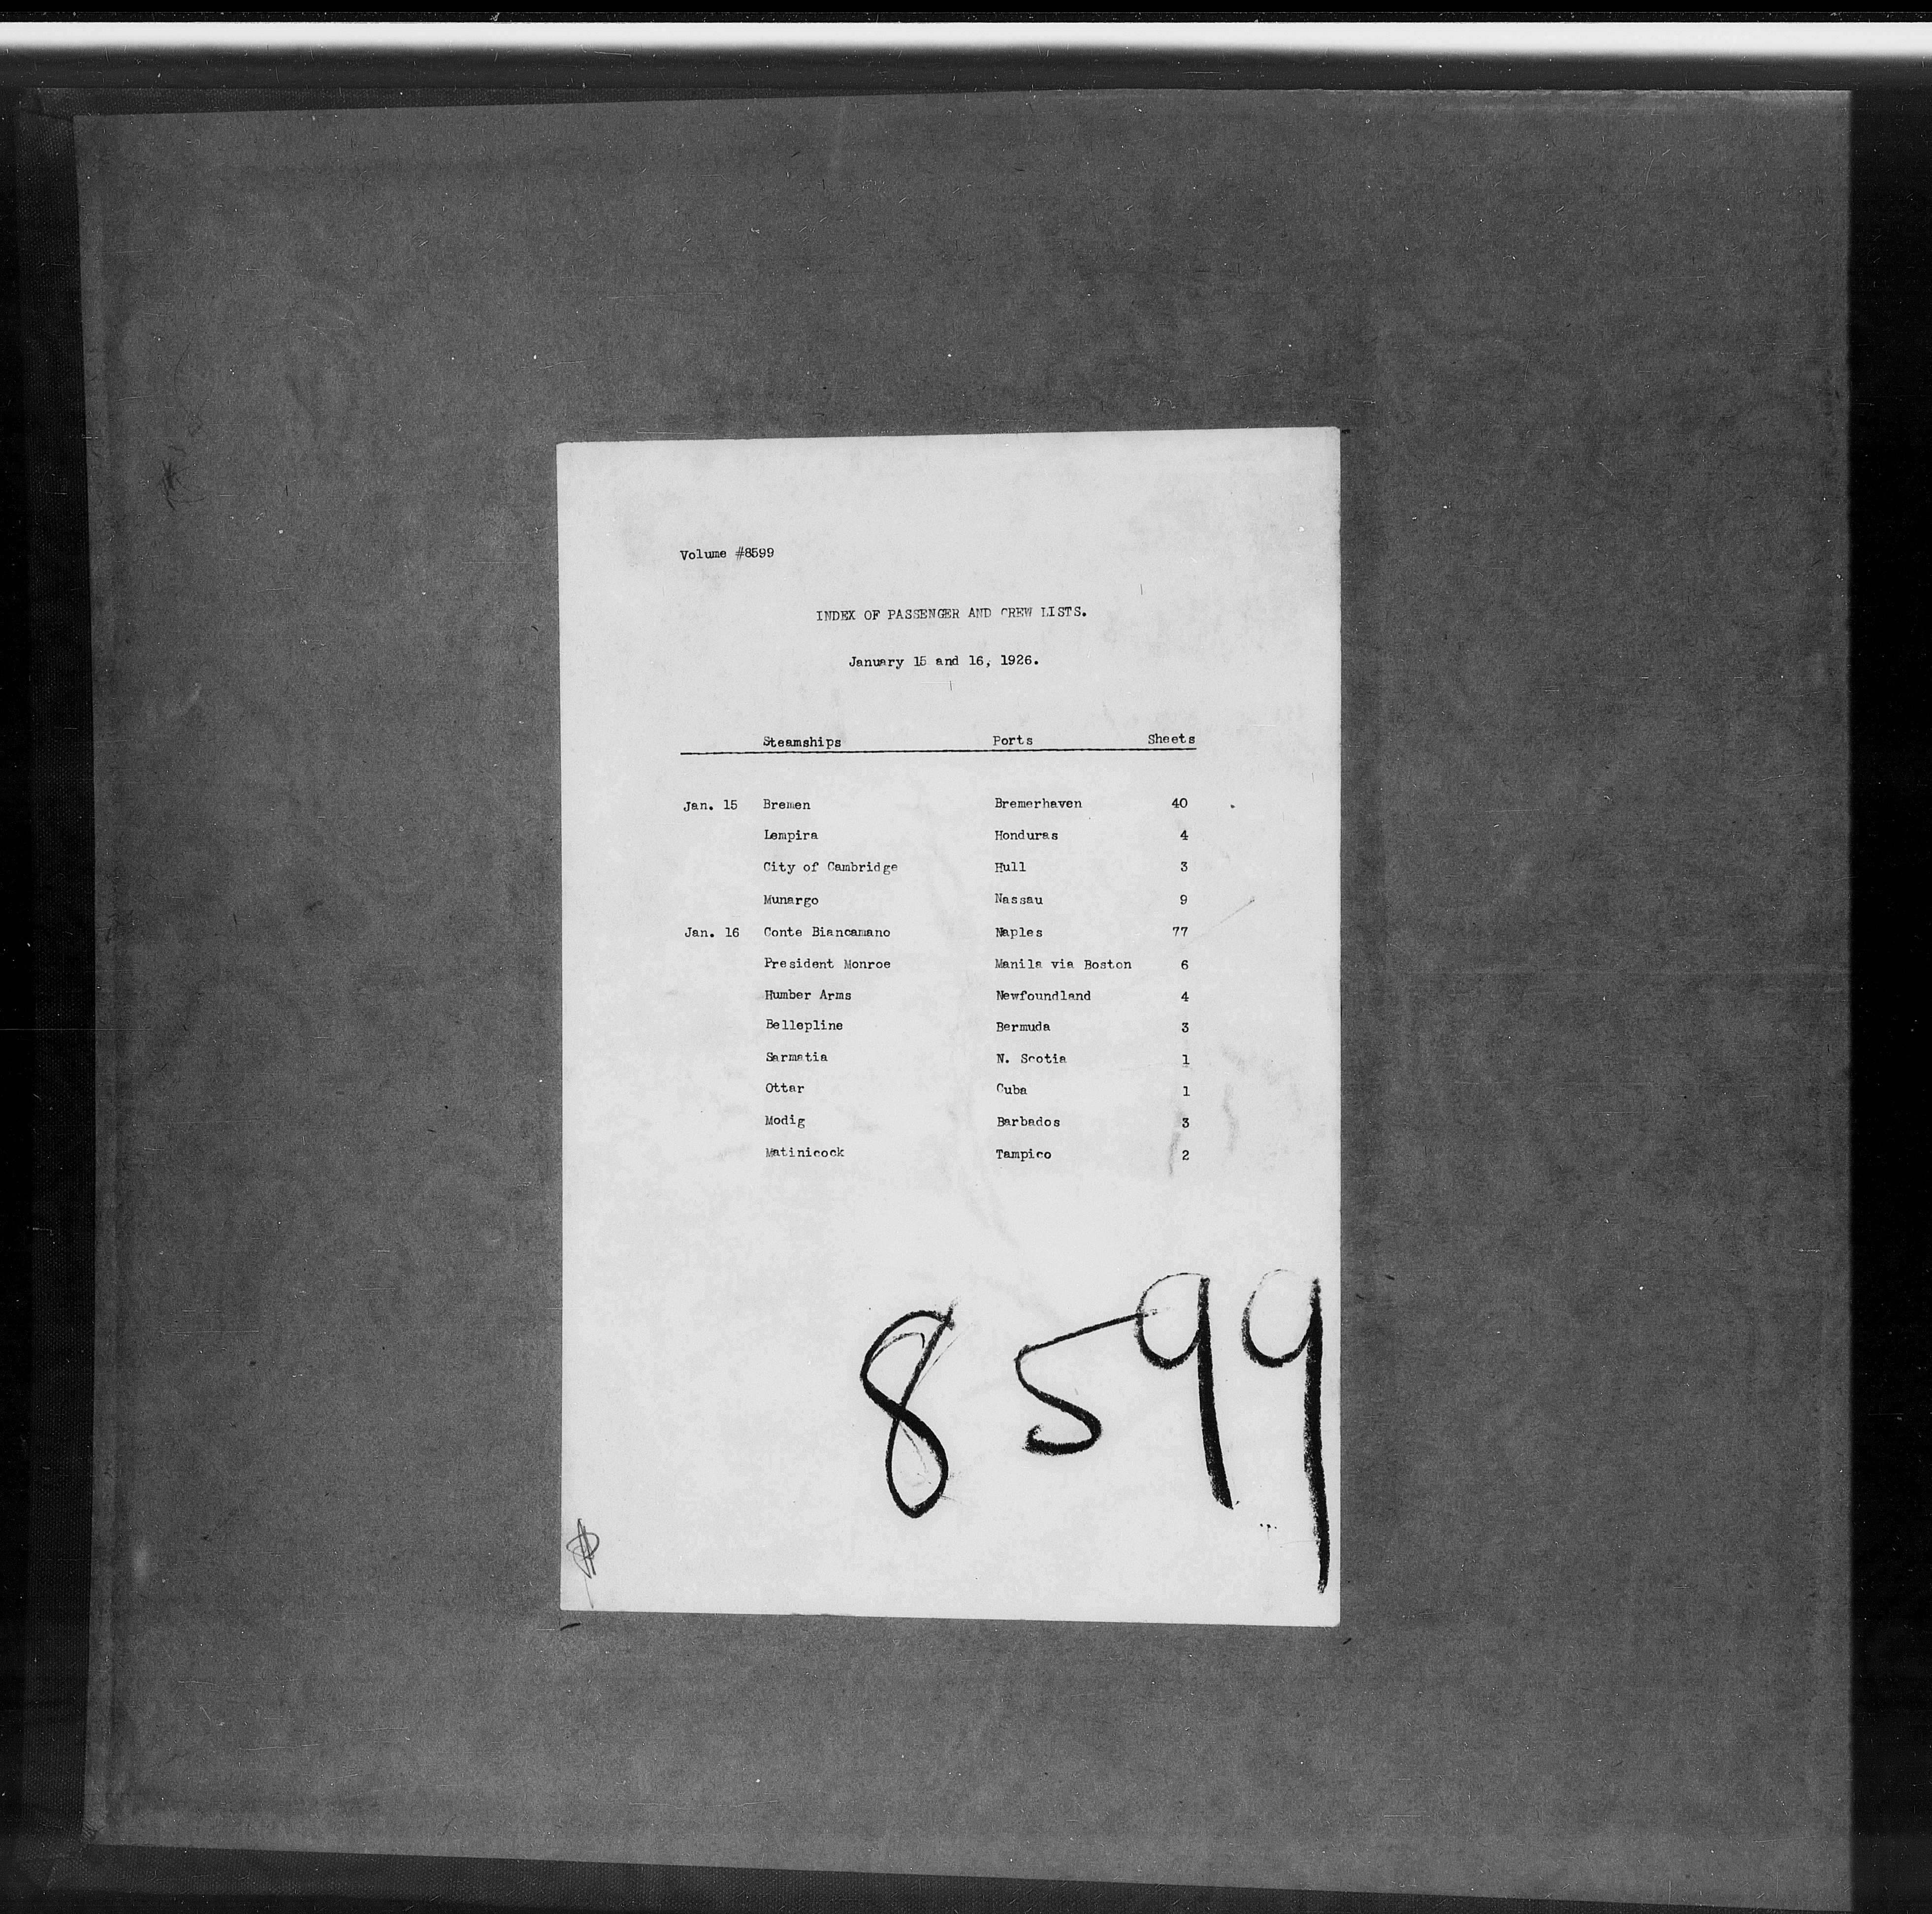 Volume #8599
INDEX OF PASSENGER AND CREW LISTS.
January 15 and 16, 1926.
Steamships Ports Sheets
Jan. 15 Bremen Bremerhaven 40
Lempira Honduras 4
City of Cambridge Hull 3
Munargo Nassau 9
Jan. 16 Conte Biancamano Naples 77
President Monroe Manila via Boston 6
Humber Arms Newfoundland 4
Bellepline Bermuda 3
Sarmatia N. Scotia 1
Ottar Cuba 1
Modig Barbados 3
Matinicock Tampico 2
8599